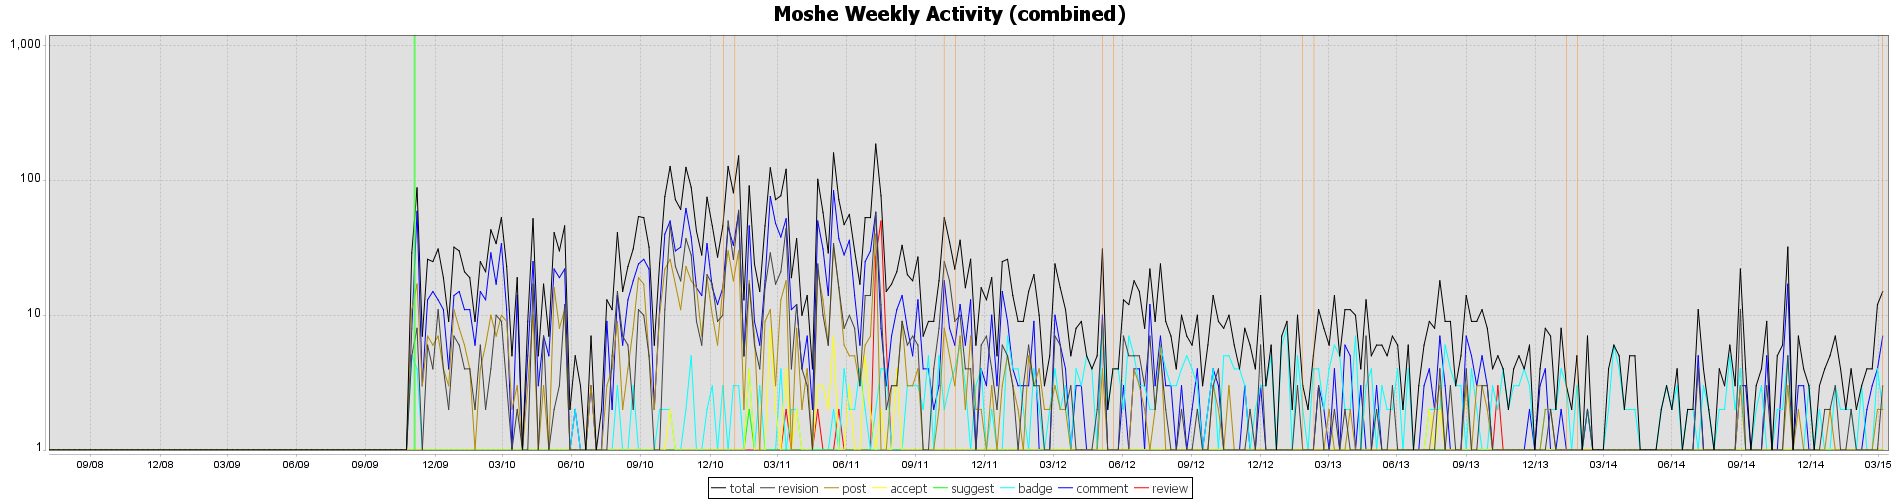 Moshe Weekly Activity (combined)
1,000
100
10
1
09/08 12/08 03/09 06/09 09/09 12/09 03/10 06/10 09/10 12/10 03/11 06/11 09/11 12/11 03/12 06/12 09/12 12/12 03/13 06/13 09/13 12/13 03/14 06/14 09/14 12/14 03/15
total revision post accept suggest badge comment review